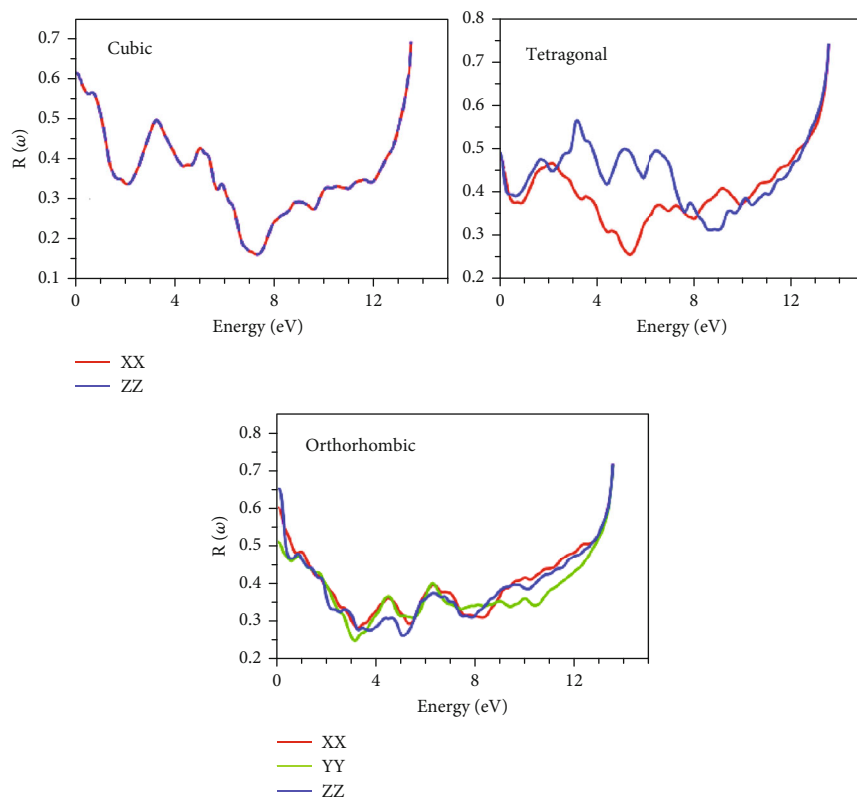 Cubic
R (ω)
0.7
0.6
0.5
0.4
0.3
0.2
0.1
0 4 8 12
Energy (eV)
XX
ZZ
Tetragonal
0.8
0.7
0.6
0.5
0.4
0.3
0.2
0 4 8 12
Energy (eV)
Orthorhombic
R (ω)
0.8
0.7
0.6
0.5
0.4
0.3
0.2
0 4 8 12
Energy (eV)
XX
YY
ZZ